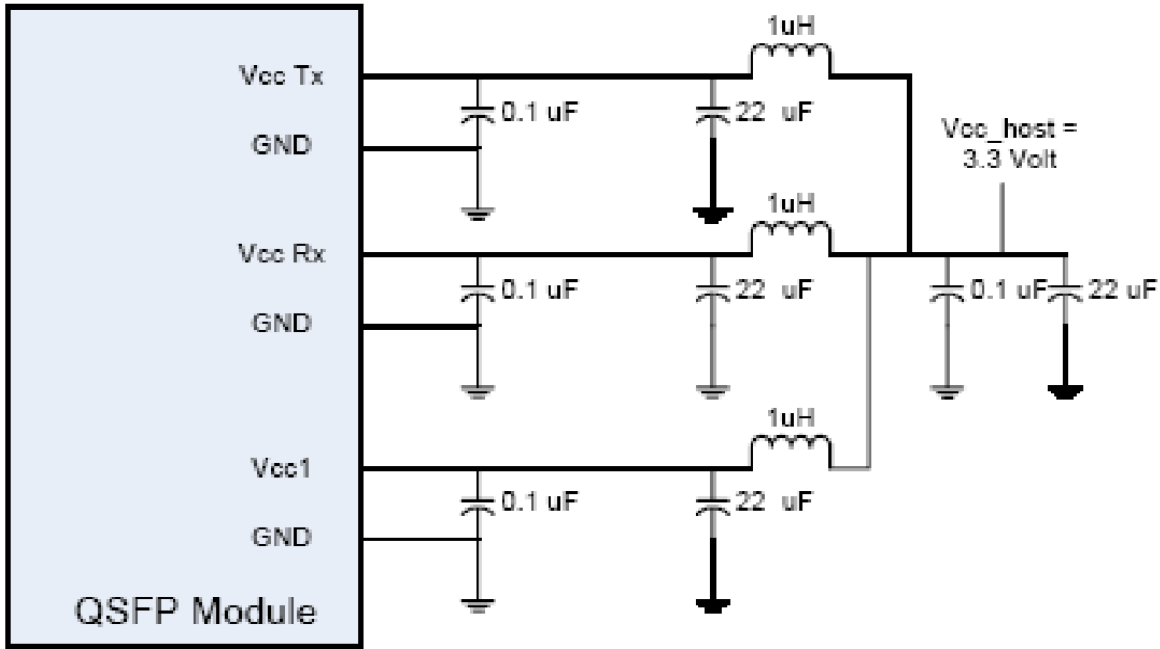 1uH
Vcc Tx
0.1 uF
22 uF
GND
Vcc_host =
3.3 Volt
1uH
Vcc Rx
0.1 uF
22 uF
0.1 uF
22 uF
GND
1uH
Vcc1
0.1 uF
22 uF
GND
QSFP Module